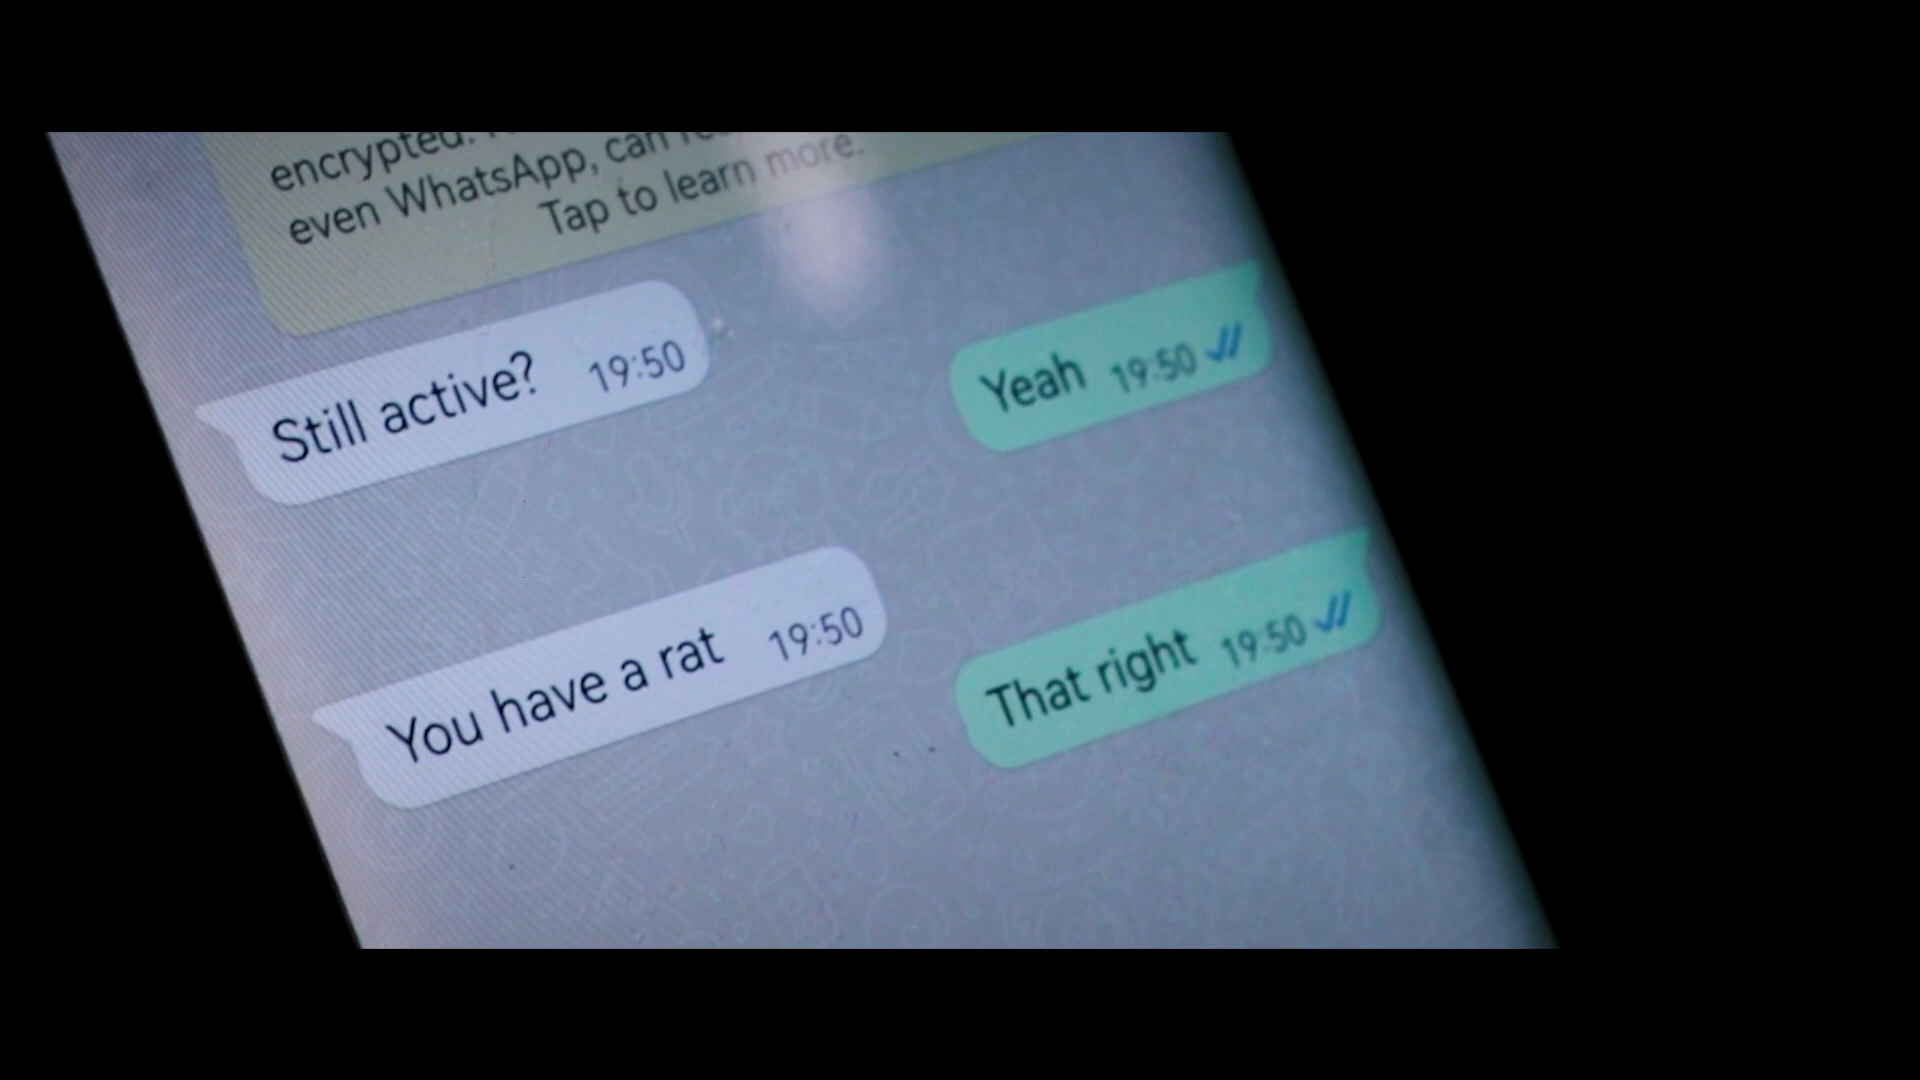 encrypted.
even WhatsApp, can
Tap to learn more.
Still active? 19:50
Yeah 19:50
You have a rat 19:50
That right 19:50